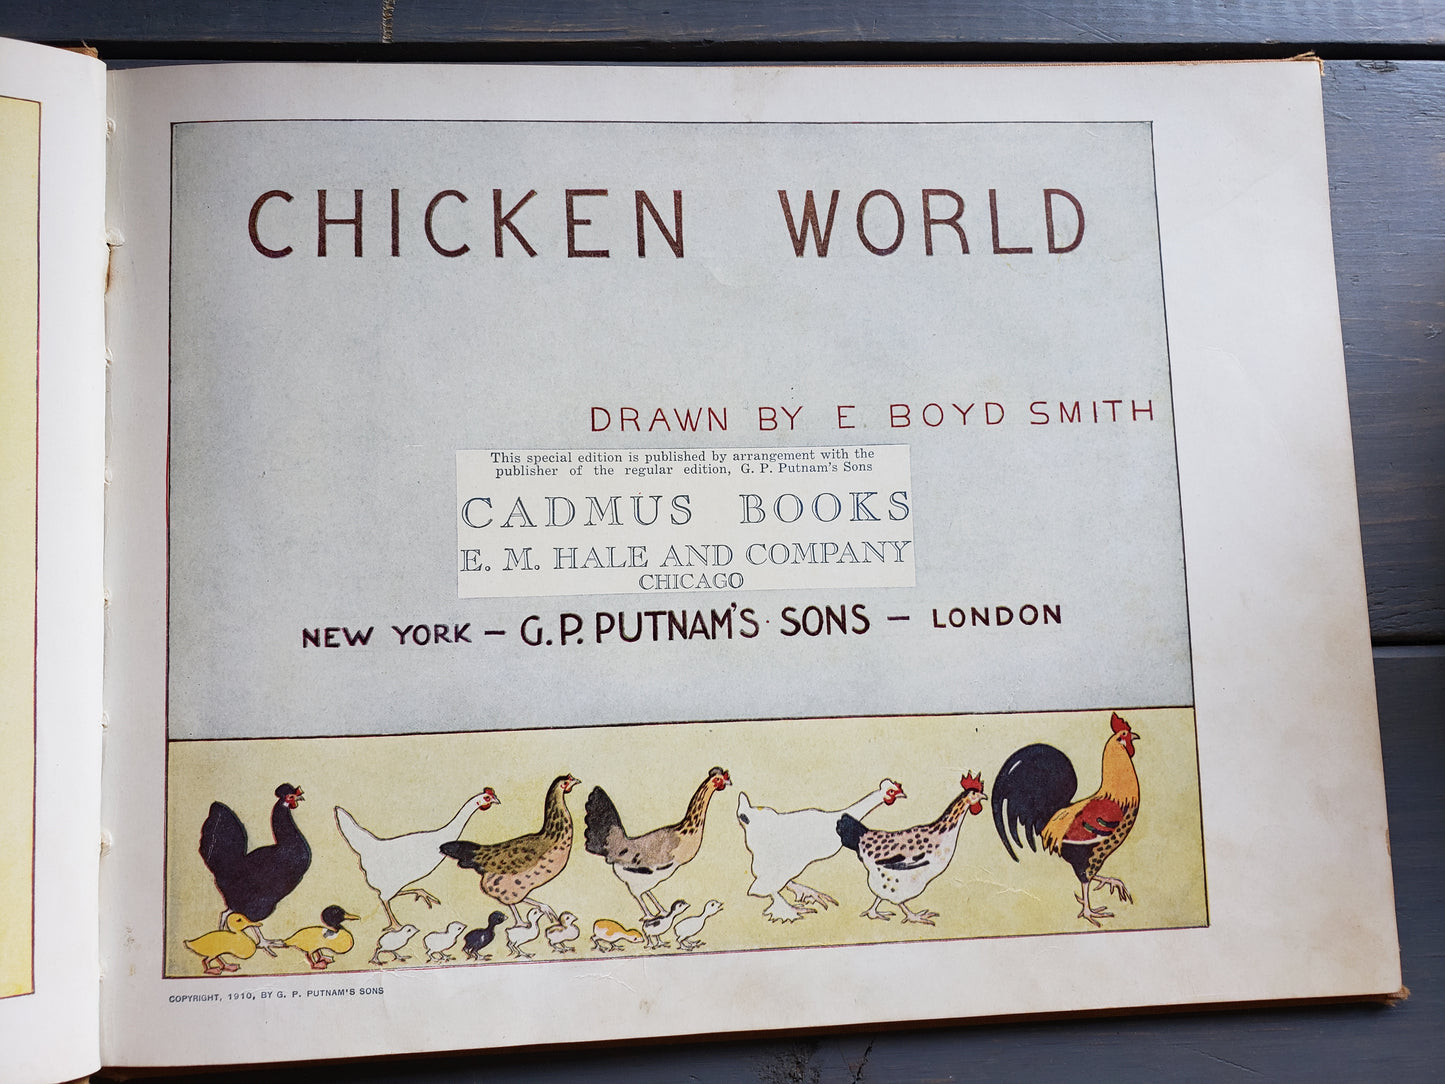 CHICKEN WORLD
DRAWN BY E. BOYD SMITH
This special edition is published by arrangement with the
publisher of the regular edition, G. P. Putnam's Sons
CADMUS BOOKS
E. M. HALE AND COMPANY
CHICAGO
NEW YORK – G. P. PUTNAM'S SONS – LONDON
COPYRIGHT, 1910, BY G. P. PUTNAM'S SONS